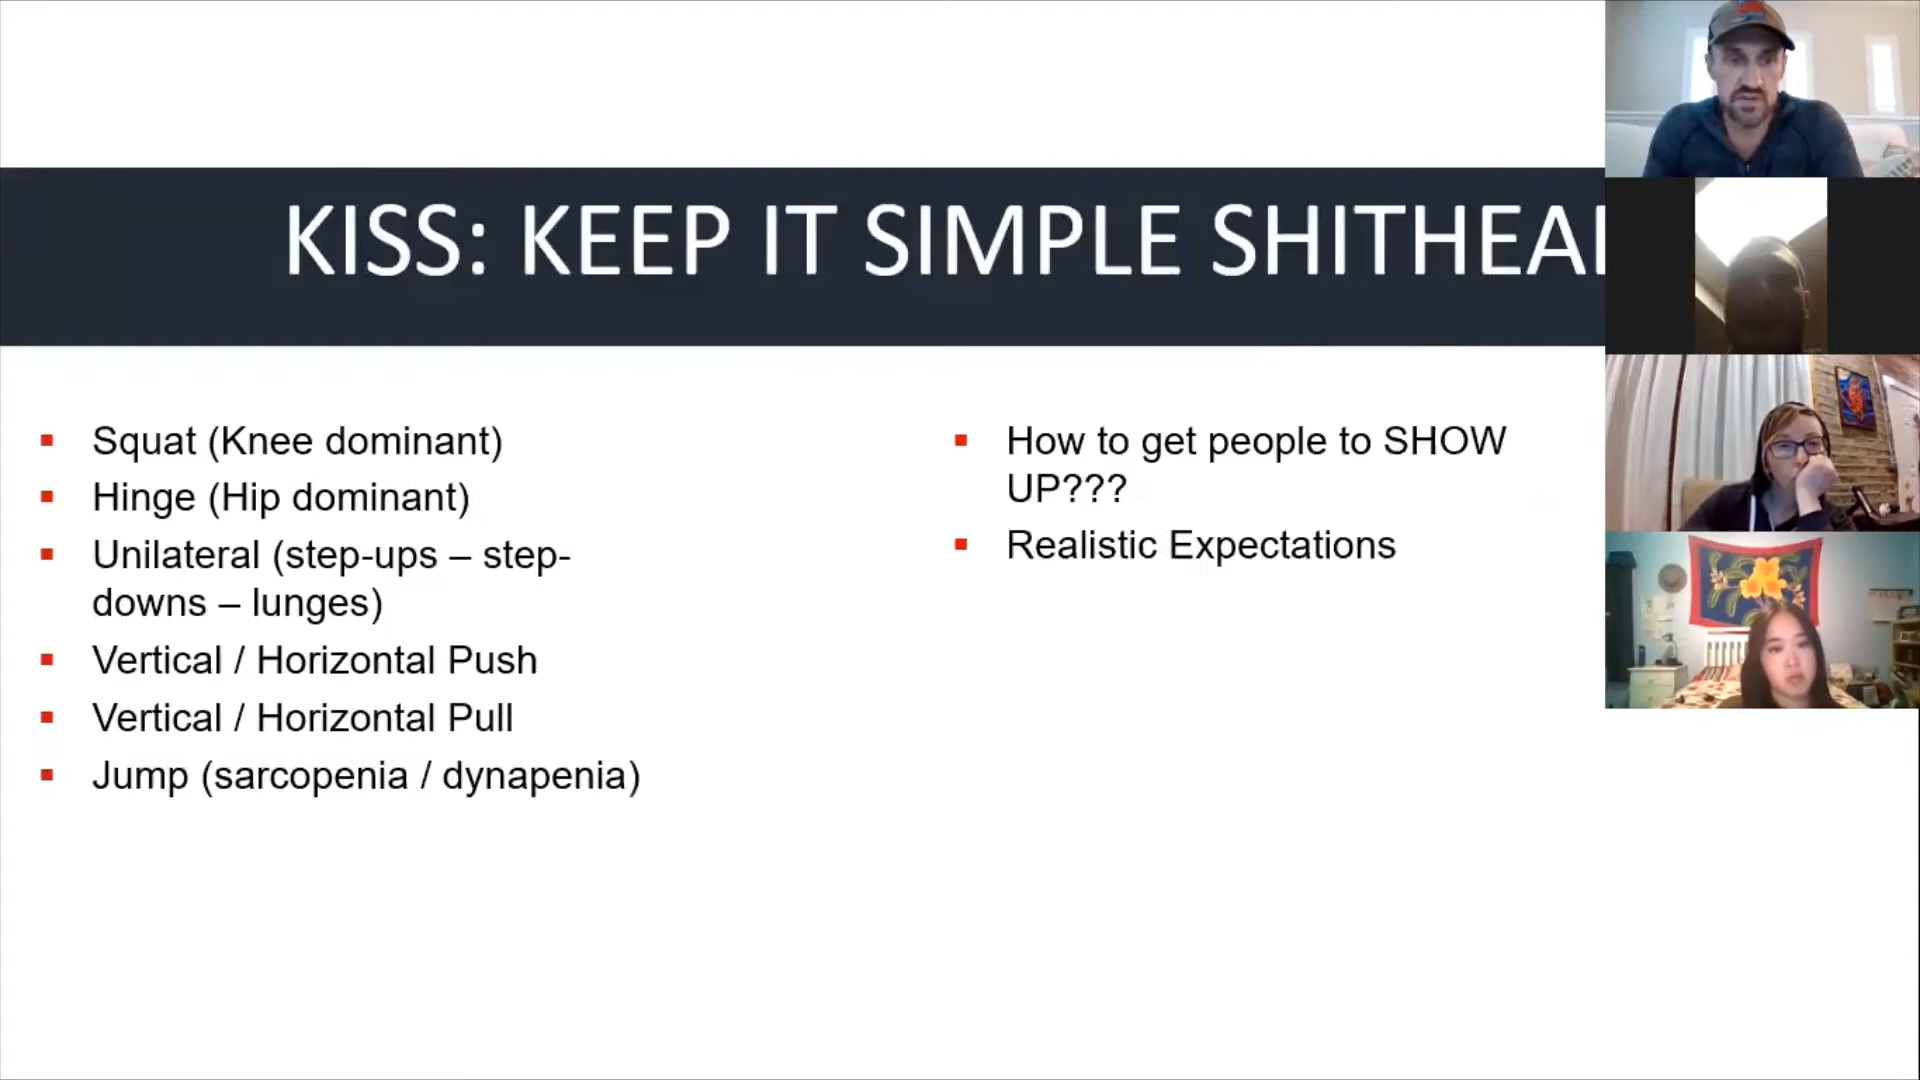 KISS: KEEP IT SIMPLE SHITHEA
Squat (Knee dominant)
Hinge (Hip dominant)
Unilateral (step-ups – step-
downs – lunges)
Vertical / Horizontal Push
Vertical / Horizontal Pull
Jump (sarcopenia / dynapenia)
How to get people to SHOW
UP???
Realistic Expectations